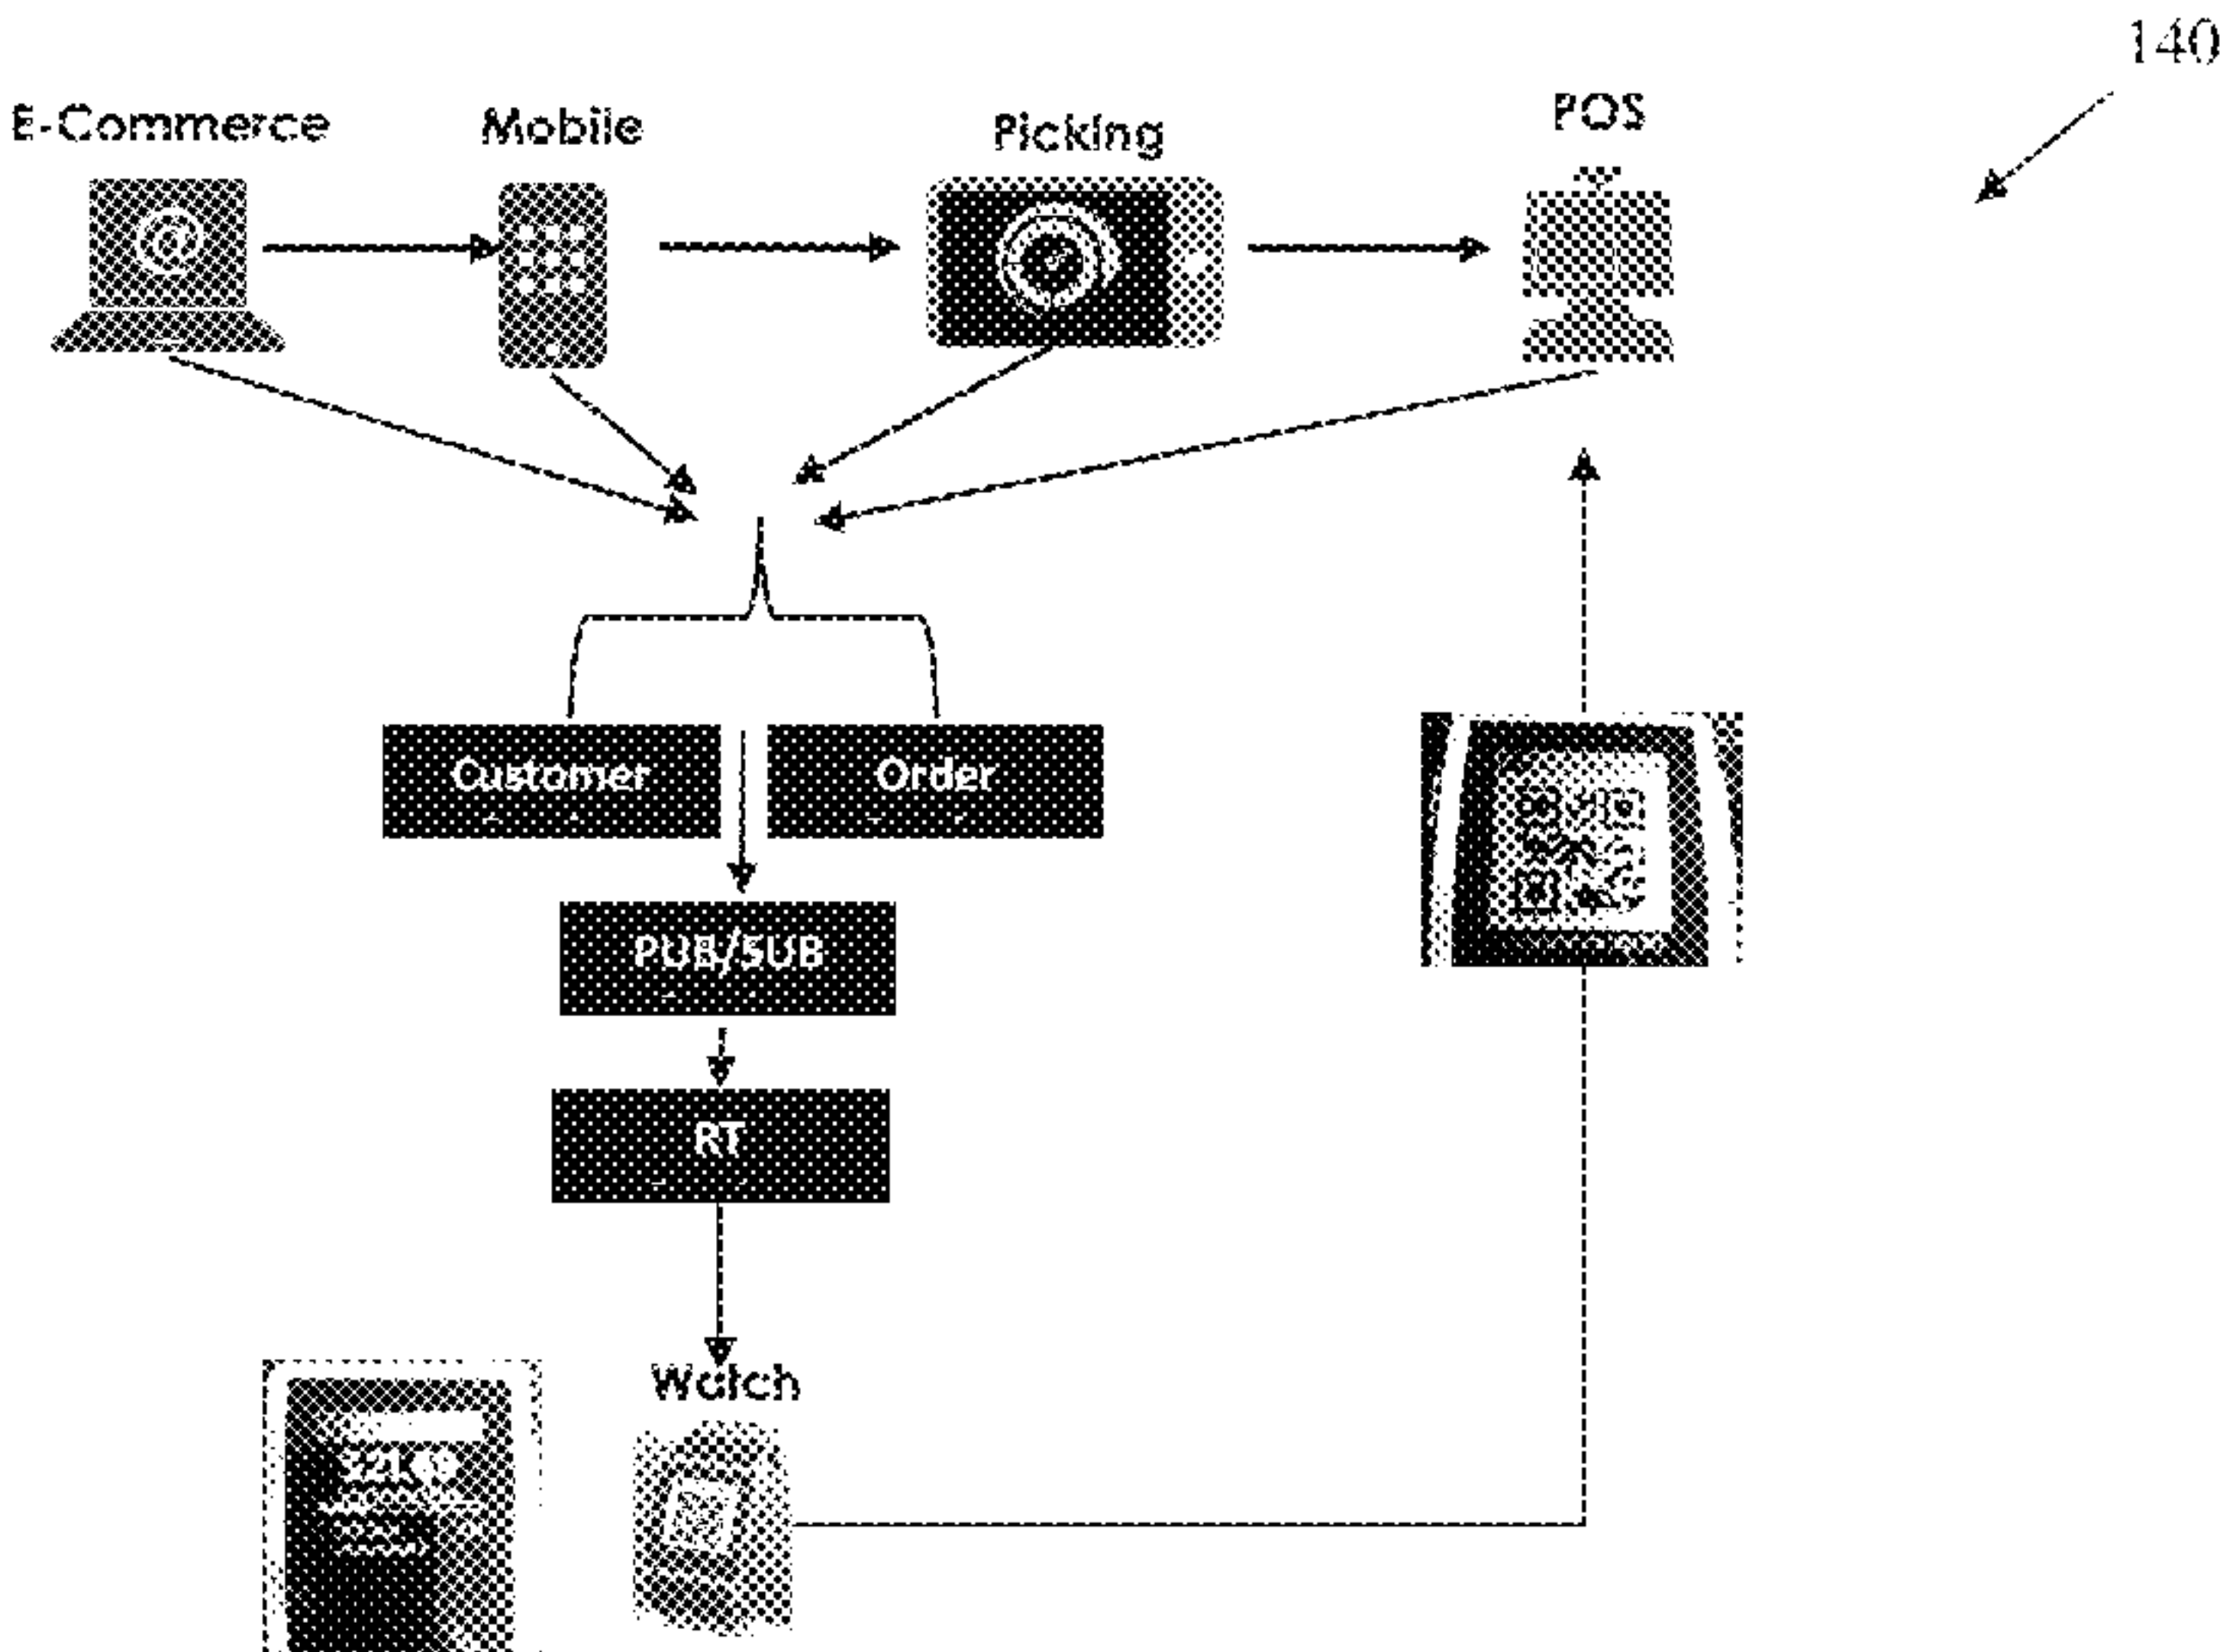 140
E-Commerce
Mobile
Picking
POS
Customer
Order
PUB/SUB
RT
Watch